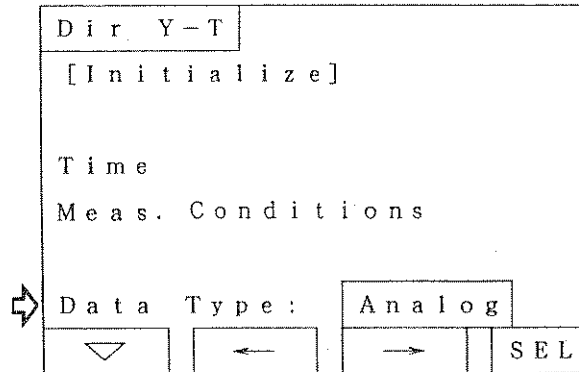 Dir Y-T
[Initialize]
Time
Meas. Conditions
Data Type: Analog
▽ ← → SEL